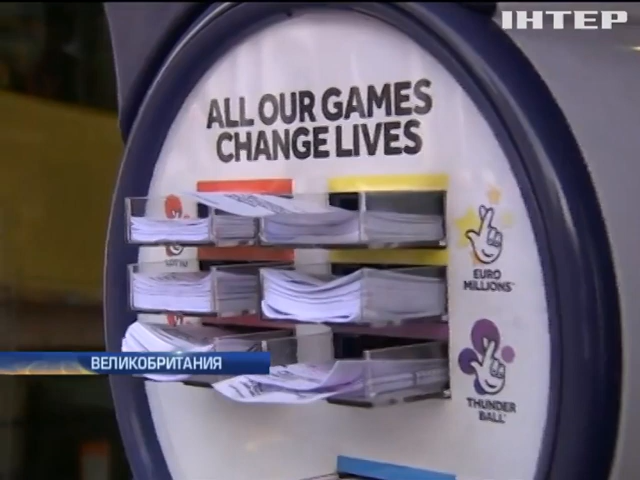 ІНТЕР
ALL OUR GAMES
CHANGE LIVES
EURO
MILLIONS
THUNDER
BALL
ВЕЛИКОБРИТАНИЯ